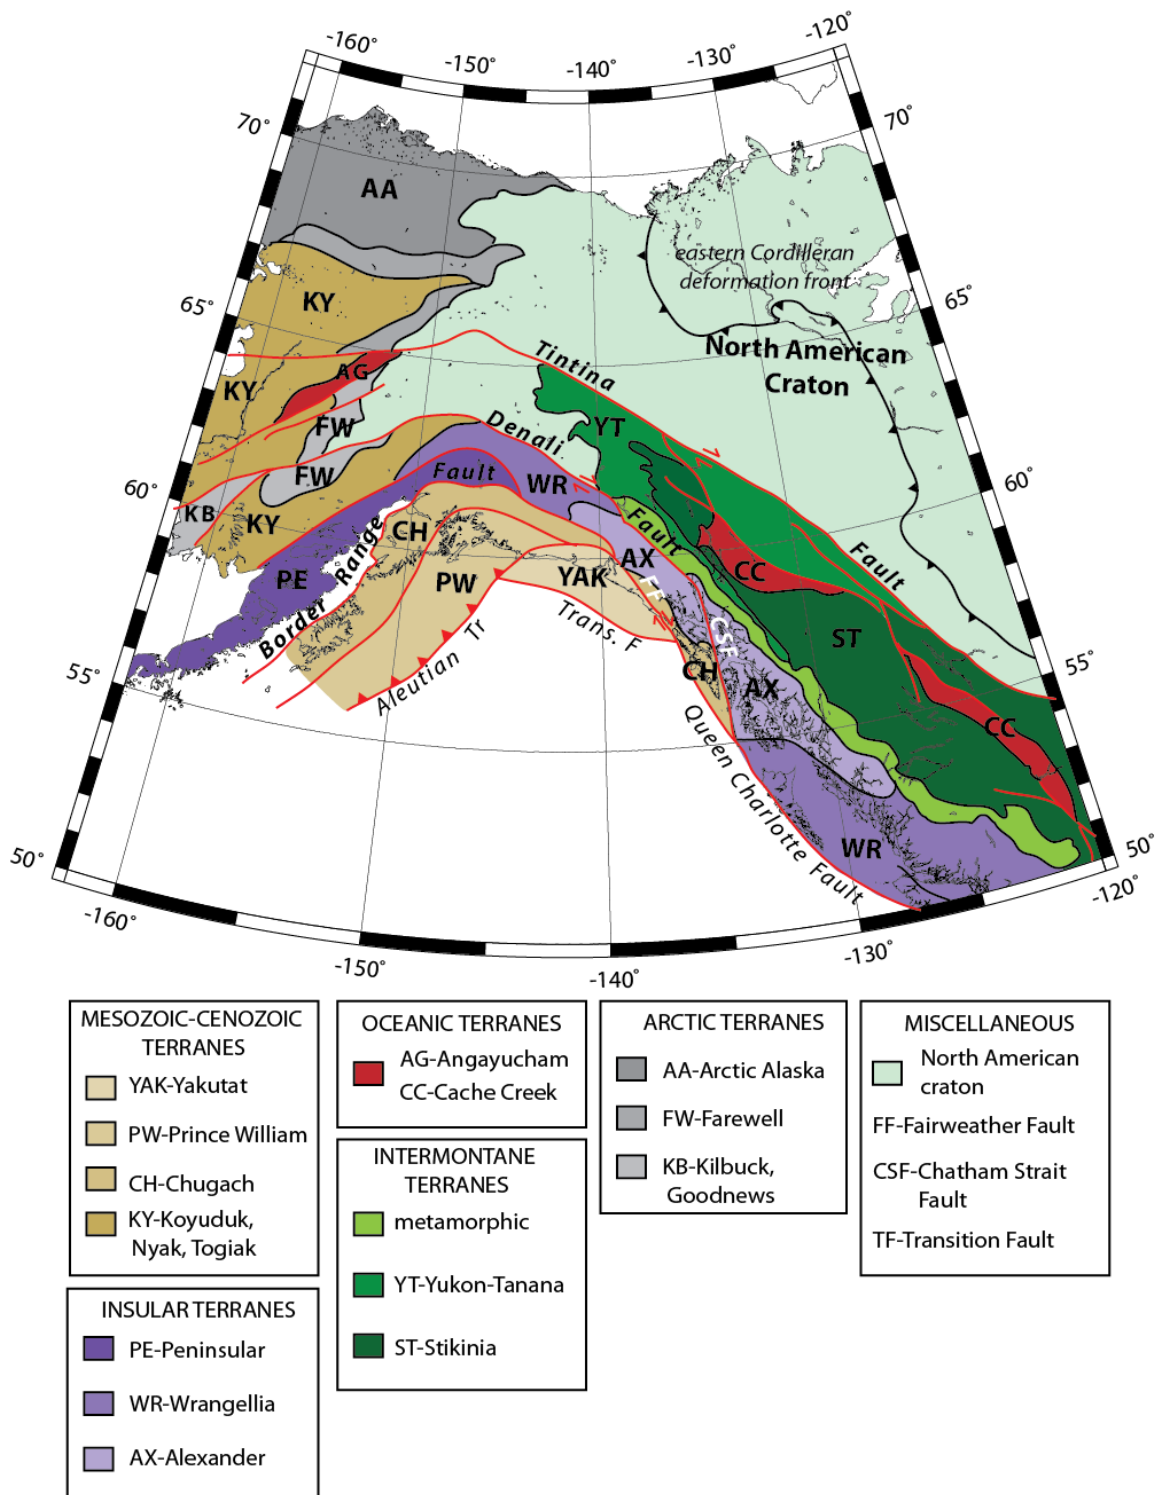 -160°
-150°
-140°
-130°
-120°
70°
70°
AA
eastern Cordilleran
deformation front
65°
65°
KY
North American
Craton
Tintina
AG
KY
YT
Denali
FW
Fault
WR
FW
60°
60°
KB
KY
CH
Border Range
Fault
Fault
AX
CC
PE
PW
YAK
FF
Trans. F
CSF
ST
Aleutian Tr
55°
55°
CH
AX
CC
Queen Charlotte Fault
WR
50°
50°
-160°
-150°
-140°
-130°
-120°
MESOZOIC-CENOZOIC
TERRANES
YAK-Yakutat
PW-Prince William
CH-Chugach
KY-Koyuduk,
Nyak, Togiak
INSULAR TERRANES
PE-Peninsular
WR-Wrangellia
AX-Alexander
OCEANIC TERRANES
AG-Angayucham
CC-Cache Creek
INTERMONTANE
TERRANES
metamorphic
YT-Yukon-Tanana
ST-Stikinia
ARCTIC TERRANES
AA-Arctic Alaska
FW-Farewell
KB-Kilbuck,
Goodnews
MISCELLANEOUS
North American
craton
FF-Fairweather Fault
CSF-Chatham Strait
Fault
TF-Transition Fault